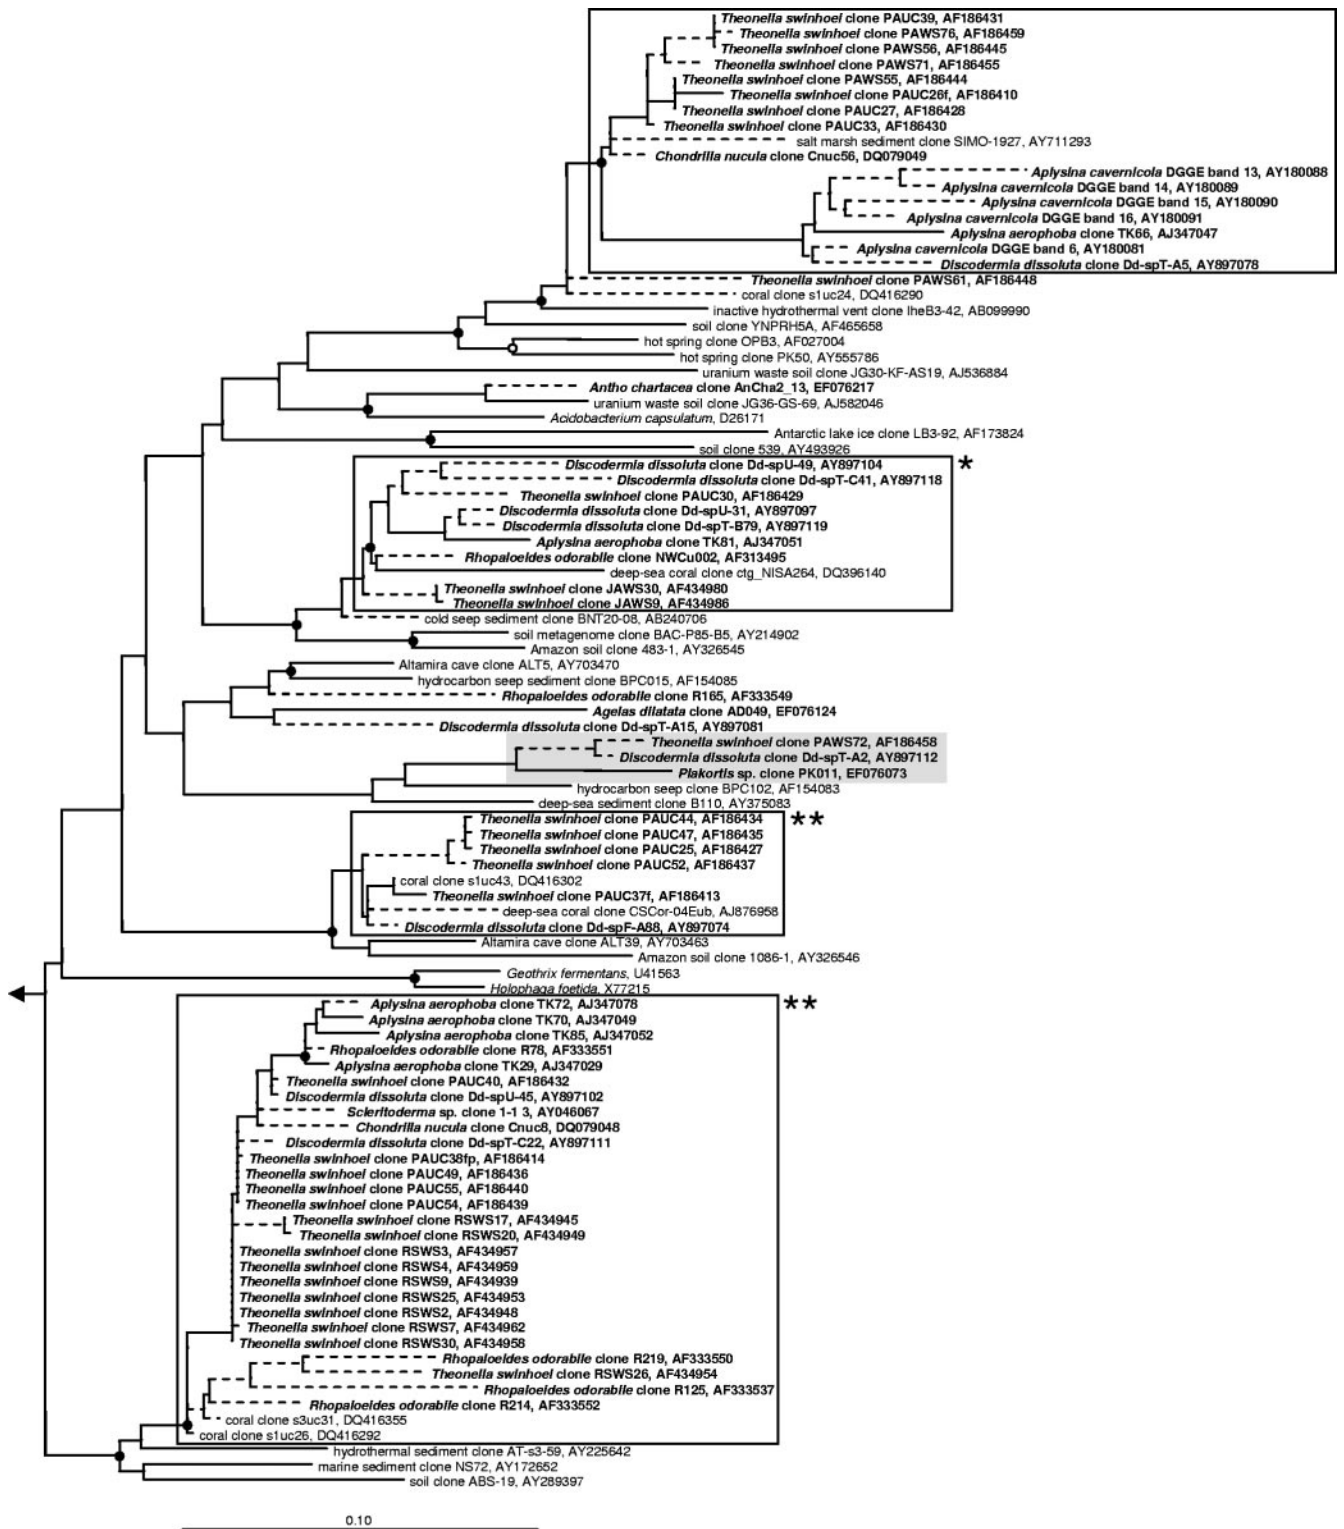 Theonella swinhoei clone PAUC39, AF186431
Theonella swinhoei clone PAWS76, AF186459
Theonella swinhoei clone PAWS56, AF186445
Theonella swinhoei clone PAWS71, AF186455
Theonella swinhoei clone PAWS55, AF186444
Theonella swinhoei clone PAUC26f, AF186410
Theonella swinhoei clone PAUC27, AF186428
Theonella swinhoei clone PAUC33, AF186430
salt marsh sediment clone SIMO-1927, AY711293
Chondrilla nucula clone Cnuc56, DQ079049
Aplysina cavernicola DGGE band 13, AY180088
Aplysina cavernicola DGGE band 14, AY180089
Aplysina cavernicola DGGE band 15, AY180090
Aplysina cavernicola DGGE band 16, AY180091
Aplysina aerophoba clone TK66, AJ347047
Aplysina cavernicola DGGE band 6, AY180081
Discodermia dissoluta clone Dd-spT-A5, AY897078
Theonella swinhoei clone PAWS61, AF186448
coral clone s1uc24, DQ416290
inactive hydrothermal vent clone IheB3-42, AB099990
soil clone YNPRH5A, AF465658
hot spring clone OPB3, AF027004
hot spring clone PK50, AY555786
uranium waste soil clone JG30-KF-AS19, AJ536884
Antho chartacea clone AnCha2_13, EF076217
uranium waste soil clone JG36-GS-69, AJ582046
Acidobacterium capsulatum, D26171
Antarctic lake ice clone LB3-92, AF173824
soil clone 539, AY493926
Discodermia dissoluta clone Dd-spU-49, AY897104 *
Discodermia dissoluta clone Dd-spT-C41, AY897118
Theonella swinhoei clone PAUC30, AF186429
Discodermia dissoluta clone Dd-spU-31, AY897097
Discodermia dissoluta clone Dd-spT-B79, AY897119
Aplysina aerophoba clone TK81, AJ347051
Rhopaloeides odorabile clone NWCu002, AF313495
deep-sea coral clone ctg_NISA264, DQ396140
Theonella swinhoei clone JAWS30, AF434980
Theonella swinhoei clone JAWS9, AF434986
cold seep sediment clone BNT20-08, AB240706
soil metagenome clone BAC-P85-B5, AY214902
Amazon soil clone 483-1, AY326545
Altamira cave clone ALT5, AY703470
hydrocarbon seep sediment clone BPC015, AF154085
Rhopaloeides odorabile clone R165, AF333549
Agelas dilatata clone AD049, EF076124
Discodermia dissoluta clone Dd-spT-A15, AY897081
Theonella swinhoei clone PAWS72, AF186458
Discodermia dissoluta clone Dd-spT-A2, AY897112
Plakortis sp. clone PK011, EF076073
hydrocarbon seep clone BPC102, AF154083
deep-sea sediment clone B110, AY375083
Theonella swinhoei clone PAUC44, AF186434 **
Theonella swinhoei clone PAUC47, AF186435
Theonella swinhoei clone PAUC25, AF186427
Theonella swinhoei clone PAUC52, AF186437
coral clone s1uc43, DQ416302
Theonella swinhoei clone PAUC37f, AF186413
deep-sea coral clone CSCor-04Eub, AJ876958
Discodermia dissoluta clone Dd-spF-A88, AY897074
Altamira cave clone ALT39, AY703463
Amazon soil clone 1086-1, AY326546
Geothrix fermentans, U41563
Holophaga foetida, X77215
Aplysina aerophoba clone TK72, AJ347078 **
Aplysina aerophoba clone TK70, AJ347049
Aplysina aerophoba clone TK85, AJ347052
Rhopaloeides odorabile clone R78, AF333551
Aplysina aerophoba clone TK29, AJ347029
Theonella swinhoei clone PAUC40, AF186432
Discodermia dissoluta clone Dd-spU-45, AY897102
Scleritoderma sp. clone 1-1 3, AY046067
Chondrilla nucula clone Cnuc8, DQ079048
Discodermia dissoluta clone Dd-spT-C22, AY897111
Theonella swinhoei clone PAUC38fp, AF186414
Theonella swinhoei clone PAUC49, AF186436
Theonella swinhoei clone PAUC55, AF186440
Theonella swinhoei clone PAUC54, AF186439
Theonella swinhoei clone RSWS17, AF434945
Theonella swinhoei clone RSWS20, AF434949
Theonella swinhoei clone RSWS3, AF434957
Theonella swinhoei clone RSWS4, AF434959
Theonella swinhoei clone RSWS9, AF434939
Theonella swinhoei clone RSWS25, AF434953
Theonella swinhoei clone RSWS2, AF434948
Theonella swinhoei clone RSWS7, AF434962
Theonella swinhoei clone RSWS30, AF434958
Rhopaloeides odorabile clone R219, AF333550
Theonella swinhoei clone RSWS26, AF434954
Rhopaloeides odorabile clone R125, AF333537
Rhopaloeides odorabile clone R214, AF333552
coral clone s3uc31, DQ416355
coral clone s1uc26, DQ416292
hydrothermal sediment clone AT-s3-59, AY225642
marine sediment clone NS72, AY172652
soil clone ABS-19, AY289397
0.10